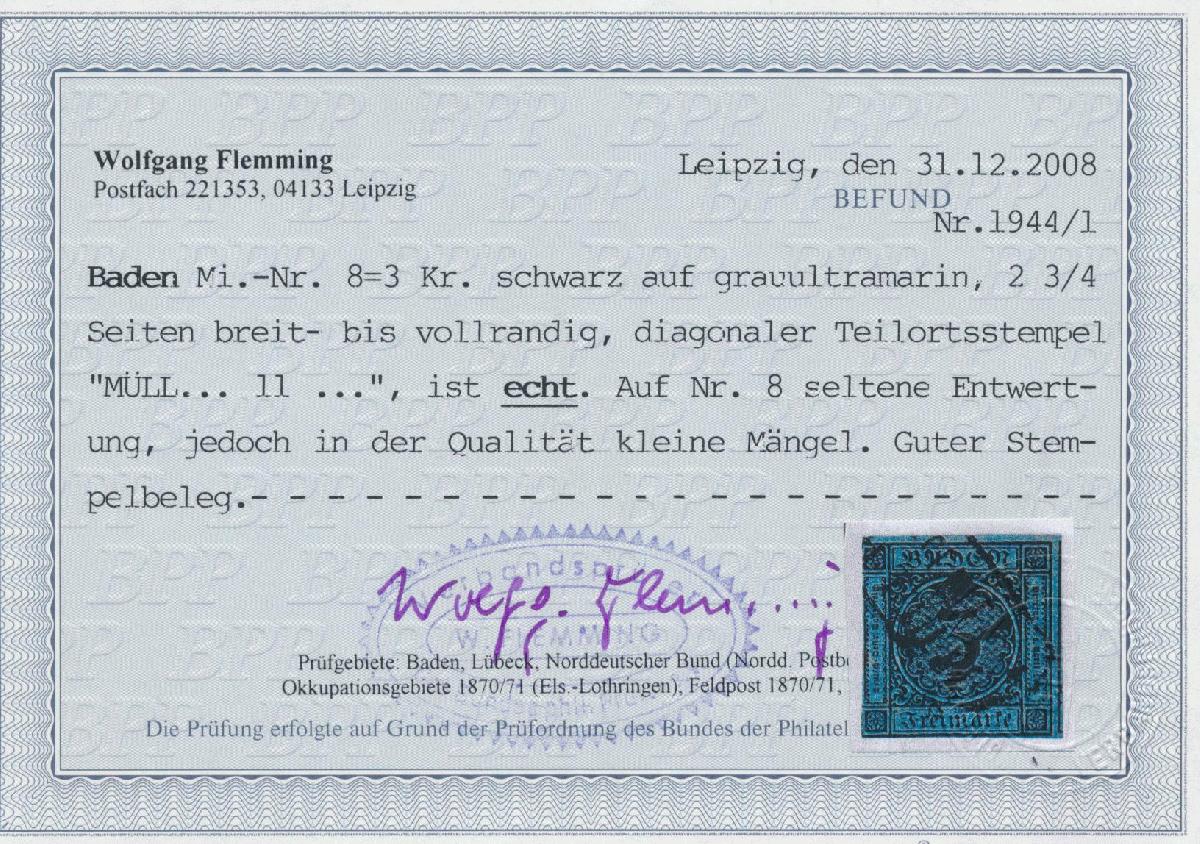 Wolfgang Flemming
Postfach 221353, 04133 Leipzig
Leipzig, den 31.12.2008
BEFUND
Nr.1944/1
Baden Mi.-Nr. 8=3 Kr. schwarz auf grauultramarin, 2 3/4
Seiten breit- bis vollrandig, diagonaler Teilortsstempel
"MÜLL... 11 ...", ist echt. Auf Nr. 8 seltene Entwert-
ung, jedoch in der Qualität kleine Mängel. Guter Stem-
pelbeleg.- - - - - - - - - - - - - - - - - - - - - - -
W. FLEMMING
Prüfgebiete: Baden, Lübeck, Norddeutscher Bund (Nordd. Postb
Okkupationsgebiete 1870/71 (Els.-Lothringen), Feldpost 1870/71,
Die Prüfung erfolgte auf Grund der Prüfordnung des Bundes der Philatel
BADEN
3
Freimarke